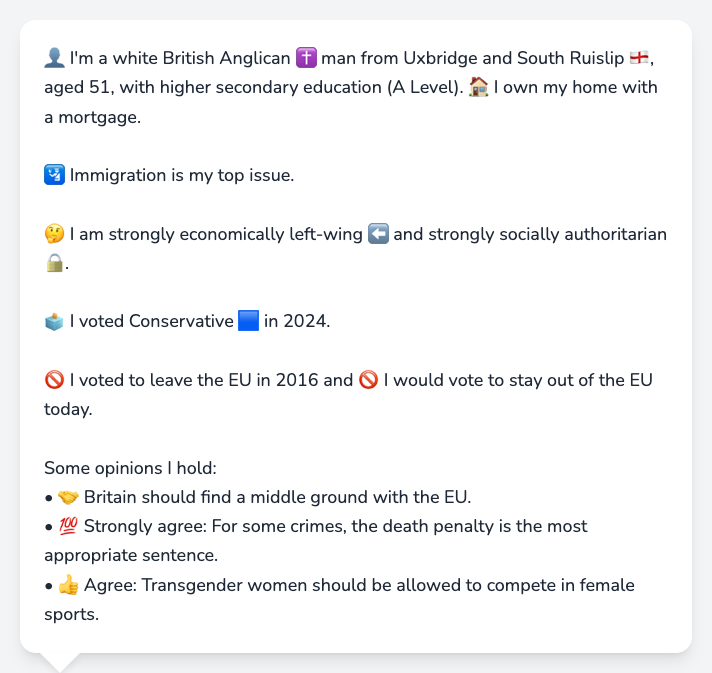 👤 I'm a white British Anglican ✝️ man from Uxbridge and South Ruislip 🏴󠁧󠁢󠁥󠁮󠁧󠁿,
aged 51, with higher secondary education (A Level). 🏠 I own my home with
a mortgage.
🛂 Immigration is my top issue.
🤔 I am strongly economically left-wing ⬅️ and strongly socially authoritarian
🔒.
🗳️ I voted Conservative 🟦 in 2024.
🚫 I voted to leave the EU in 2016 and 🚫 I would vote to stay out of the EU
today.
Some opinions I hold:
• 🤝 Britain should find a middle ground with the EU.
• 💯 Strongly agree: For some crimes, the death penalty is the most
appropriate sentence.
• 👍 Agree: Transgender women should be allowed to compete in female
sports.